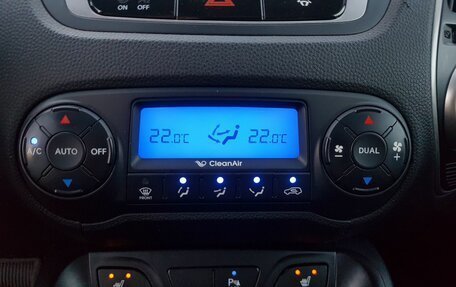 ON OFF
22.0°C 22.0°C
A/C AUTO OFF
DUAL
CleanAir
FRONT
P